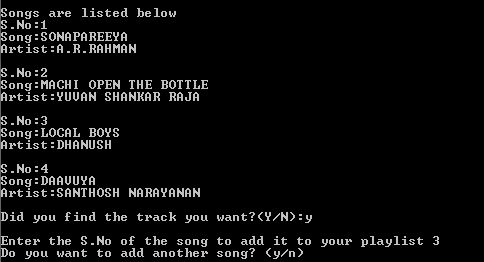 Songs are listed below
S.No:1
Song:SONAPAREEYA
Artist:A.R.RAHMAN
S.No:2
Song:MACHI OPEN THE BOTTLE
Artist:YUVAN SHANKAR RAJA
S.No:3
Song:LOCAL BOYS
Artist:DHANUSH
S.No:4
Song:DAAVUYA
Artist:SANTHOSH NARAYANAN
Did you find the track you want?(Y/N):y
Enter the S.No of the song to add it to your playlist 3
Do you want to add another song? (y/n)